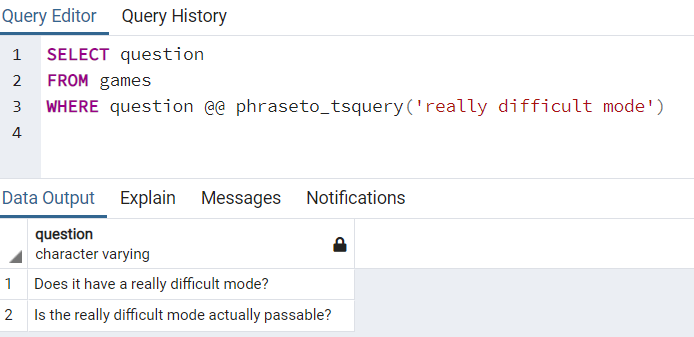 Query Editor Query History
1 SELECT question
2 FROM games
3 WHERE question @@ phraseto_tsquery('really difficult mode')
4
Data Output Explain Messages Notifications
question
character varying
1 Does it have a really difficult mode?
2 Is the really difficult mode actually passable?